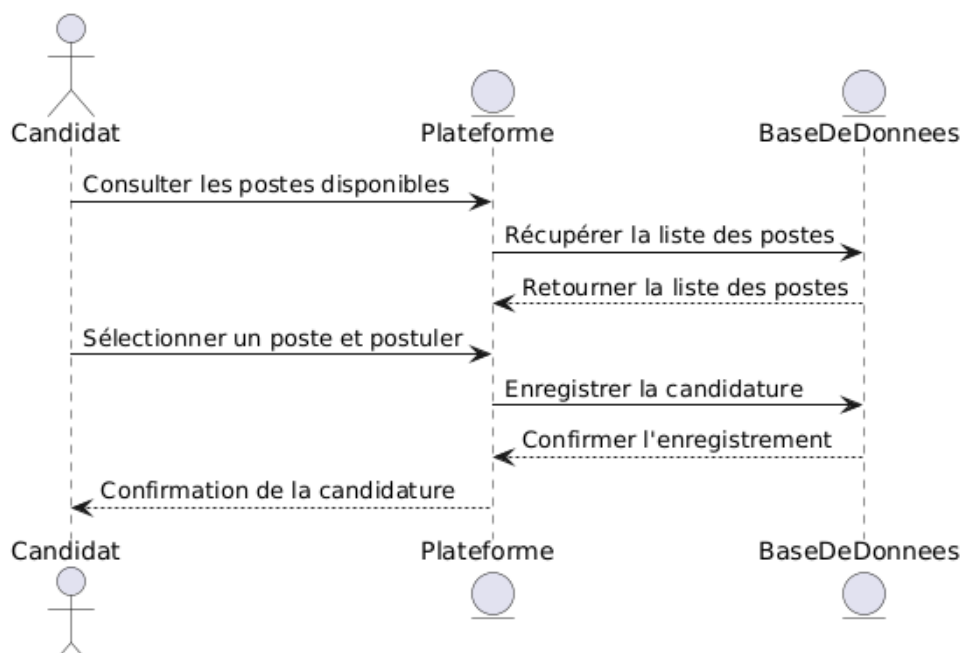 Candidat
Plateforme
BaseDeDonnees
Consulter les postes disponibles
Récupérer la liste des postes
Retourner la liste des postes
Sélectionner un poste et postuler
Enregistrer la candidature
Confirmer l'enregistrement
Confirmation de la candidature
Candidat
Plateforme
BaseDeDonnees